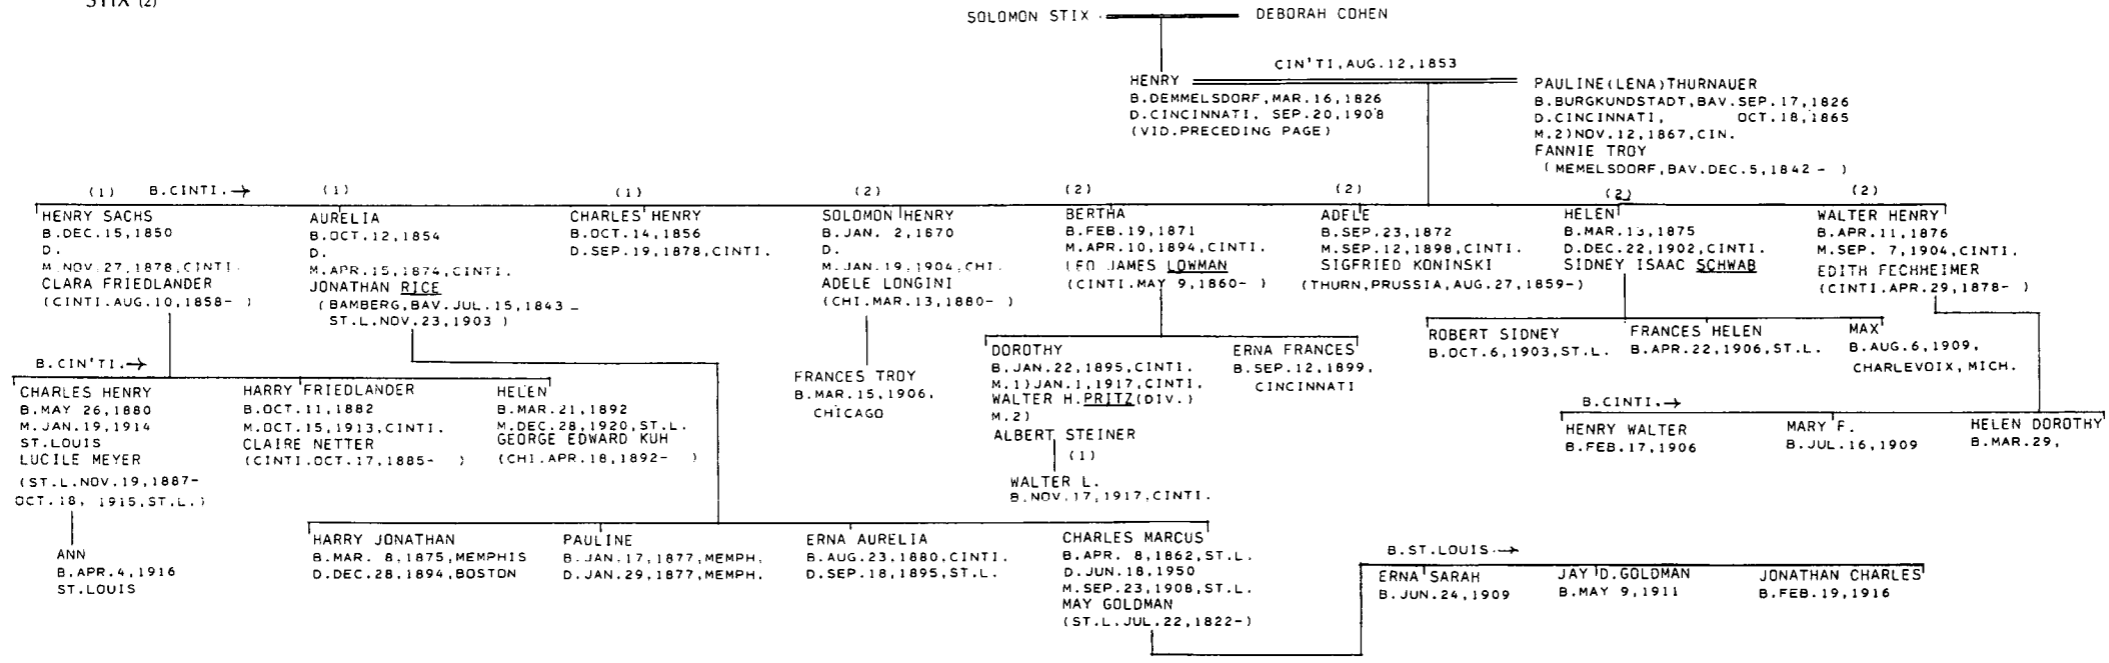 STIX (2)
SOLOMON STIX
DEBORAH COHEN
CIN'TI,AUG.12,1853
HENRY
B.DEMMELSDORF,MAR.16,1826
D.CINCINNATI, SEP.20,1908
(VID.PRECEDING PAGE)
PAULINE(LENA)THURNAUER
B.BURGKUNDSTADT,BAV.SEP.17,1826
D.CINCINNATI, OCT.18,1865
M.2)NOV.12,1867,CIN.
FANNIE TROY
(MEMELSDORF,BAV.DEC.5,1842 - )
(1) B.CINTI.→ (1) (1) (2) (2) (2) (2) (2)
HENRY SACHS
B.DEC.15,1850
D.
M.NOV.27,1878,CINTI.
CLARA FRIEDLANDER
(CINTI.AUG.10,1858- )
AURELIA
B.OCT.12,1854
D.
M.APR.15,1874,CINTI.
JONATHAN RICE
(BAMBERG,BAV.JUL.15,1843 -
ST.L.NOV.23,1903 )
CHARLES HENRY
B.OCT.14,1856
D.SEP.19,1878,CINTI.
SOLOMON HENRY
B.JAN. 2,1870
D.
M.JAN.19,1904,CHI.
ADELE LONGINI
(CHI.MAR.13,1880- )
BERTHA
B.FEB.19,1871
M.APR.10,1894,CINTI.
LEO JAMES LOWMAN
(CINTI.MAY 9,1860- )
ADELE
B.SEP.23,1872
M.SEP.12,1898,CINTI.
SIGFRIED KONINSKI
(THURN,PRUSSIA,AUG.27,1859-)
HELEN
B.MAR.13,1875
D.DEC.22,1902,CINTI.
SIDNEY ISAAC SCHWAB
WALTER HENRY
B.APR.11,1876
M.SEP. 7,1904,CINTI.
EDITH FECHHEIMER
(CINTI.APR.29,1878- )
B.CIN'TI.→
CHARLES HENRY
B.MAY 26,1880
M.JAN.19,1914
ST.LOUIS
LUCILE MEYER
(ST.L.NOV.19,1887-
OCT.18, 1915,ST.L.)
HARRY FRIEDLANDER
B.OCT.11,1882
M.OCT.15,1913,CINTI.
CLAIRE NETTER
(CINTI.OCT.17,1885- )
HELEN
B.MAR.21,1892
M.DEC.28,1920,ST.L.
GEORGE EDWARD KUH
(CHI.APR.18,1892- )
FRANCES TROY
B.MAR.15,1906,
CHICAGO
DOROTHY
B.JAN.22,1895,CINTI.
M.1)JAN.1,1917,CINTI.
WALTER H.PRITZ(DIV.)
M.2)
ALBERT STEINER
(1)
WALTER L.
B.NOV.17,1917,CINTI.
ERNA FRANCES
B.SEP.12,1899,
CINCINNATI
ROBERT SIDNEY
B.OCT.6,1903,ST.L.
FRANCES HELEN
B.APR.22,1906,ST.L.
MAX
B.AUG.6,1909,
CHARLEVOIX, MICH.
B.CINTI.→
HENRY WALTER
B.FEB.17,1906
MARY F.
B.JUL.16,1909
HELEN DOROTHY
B.MAR.29,
ANN
B.APR.4,1916
ST.LOUIS
HARRY JONATHAN
B.MAR. 8,1875,MEMPHIS
D.DEC.28,1894,BOSTON
PAULINE
B.JAN.17,1877,MEMPH.
D.JAN.29,1877,MEMPH.
ERNA AURELIA
B.AUG.23,1880,CINTI.
D.SEP.18,1895,ST.L.
CHARLES MARCUS
B.APR. 8,1862,ST.L.
D.JUN.18,1950
M.SEP.23,1908,ST.L.
MAY GOLDMAN
(ST.L.JUL.22,1822-)
B.ST.LOUIS→
ERNA SARAH
B.JUN.24,1909
JAY D.GOLDMAN
B.MAY 9,1911
JONATHAN CHARLES
B.FEB.19,1916